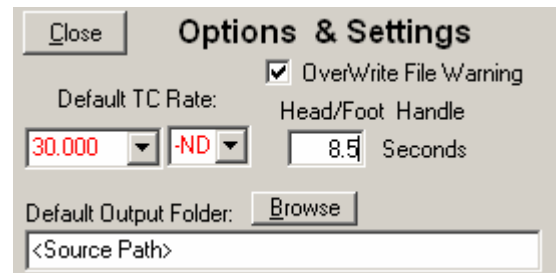 Close Options & Settings
OverWrite File Warning
Default TC Rate: Head/Foot Handle
30.000 -ND 8.5 Seconds
Default Output Folder: Browse
<Source Path>